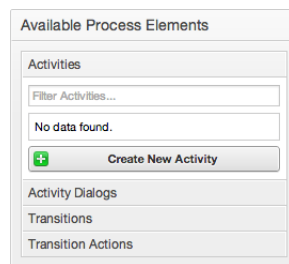 Available Process Elements
Activities
Filter Activities...
No data found.
Create New Activity
Activity Dialogs
Transitions
Transition Actions